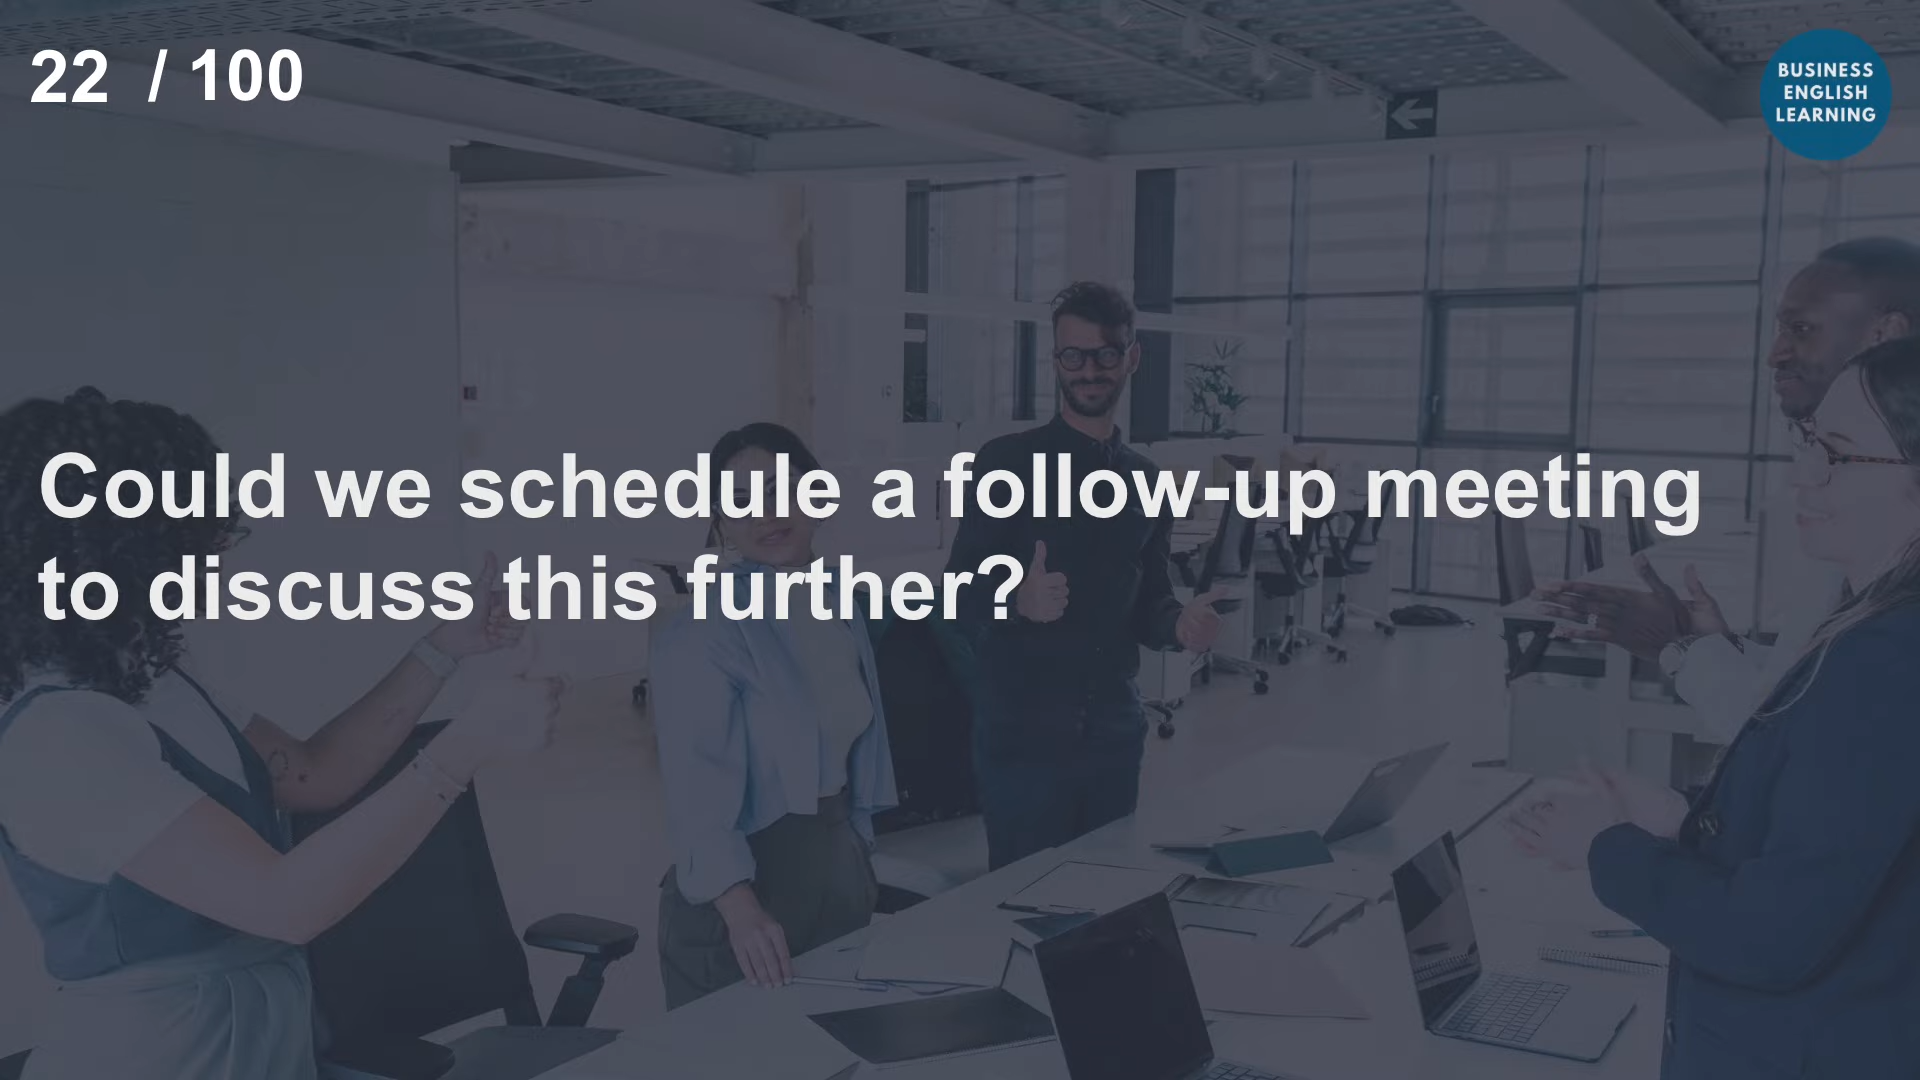 22 / 100
BUSINESS
ENGLISH
LEARNING
Could we schedule a follow-up meeting
to discuss this further?